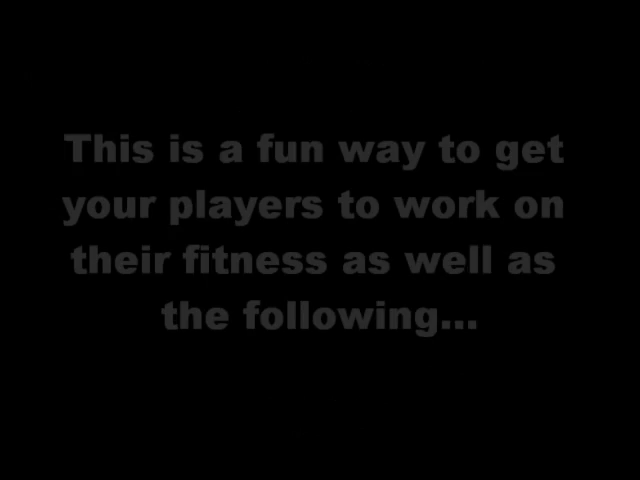 This is a fun way to get
your players to work on
their fitness as well as
the following...